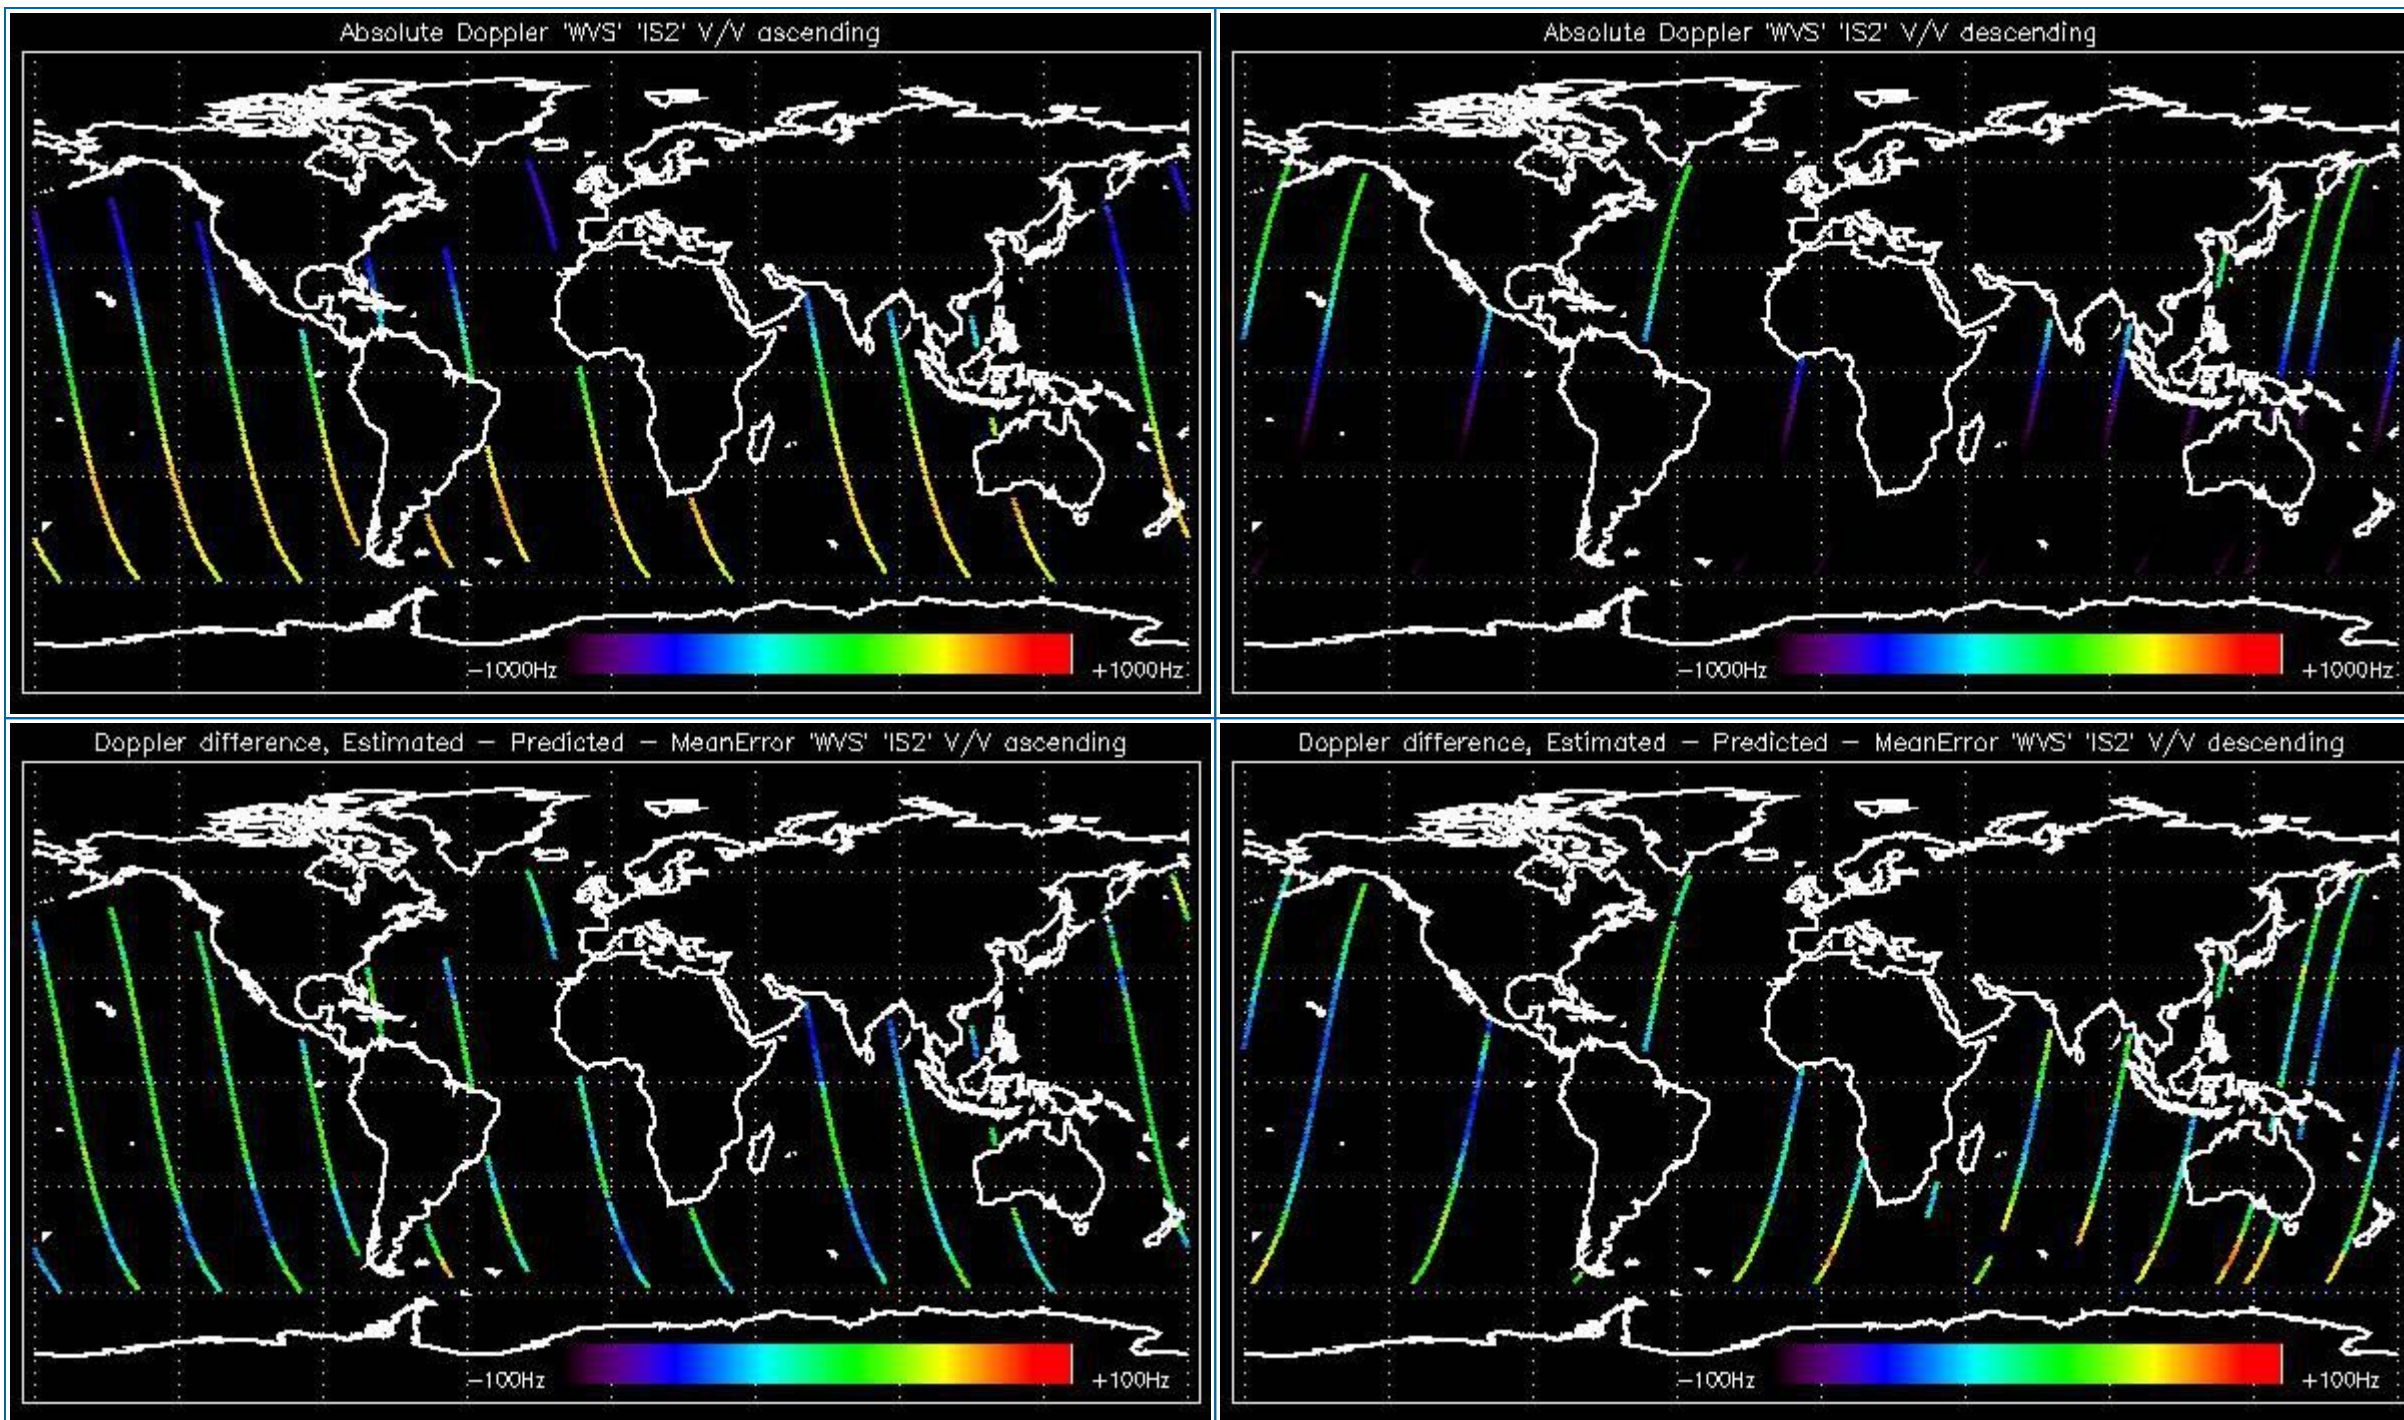 Absolute Doppler 'WVS' 'IS2' V/V ascending
-1000Hz
+1000Hz
Absolute Doppler 'WVS' 'IS2' V/V descending
-1000Hz
+1000Hz
Doppler difference, Estimated - Predicted - MeanError 'WVS' 'IS2' V/V ascending
-100Hz
+100Hz
Doppler difference, Estimated - Predicted - MeanError 'WVS' 'IS2' V/V descending
-100Hz
+100Hz